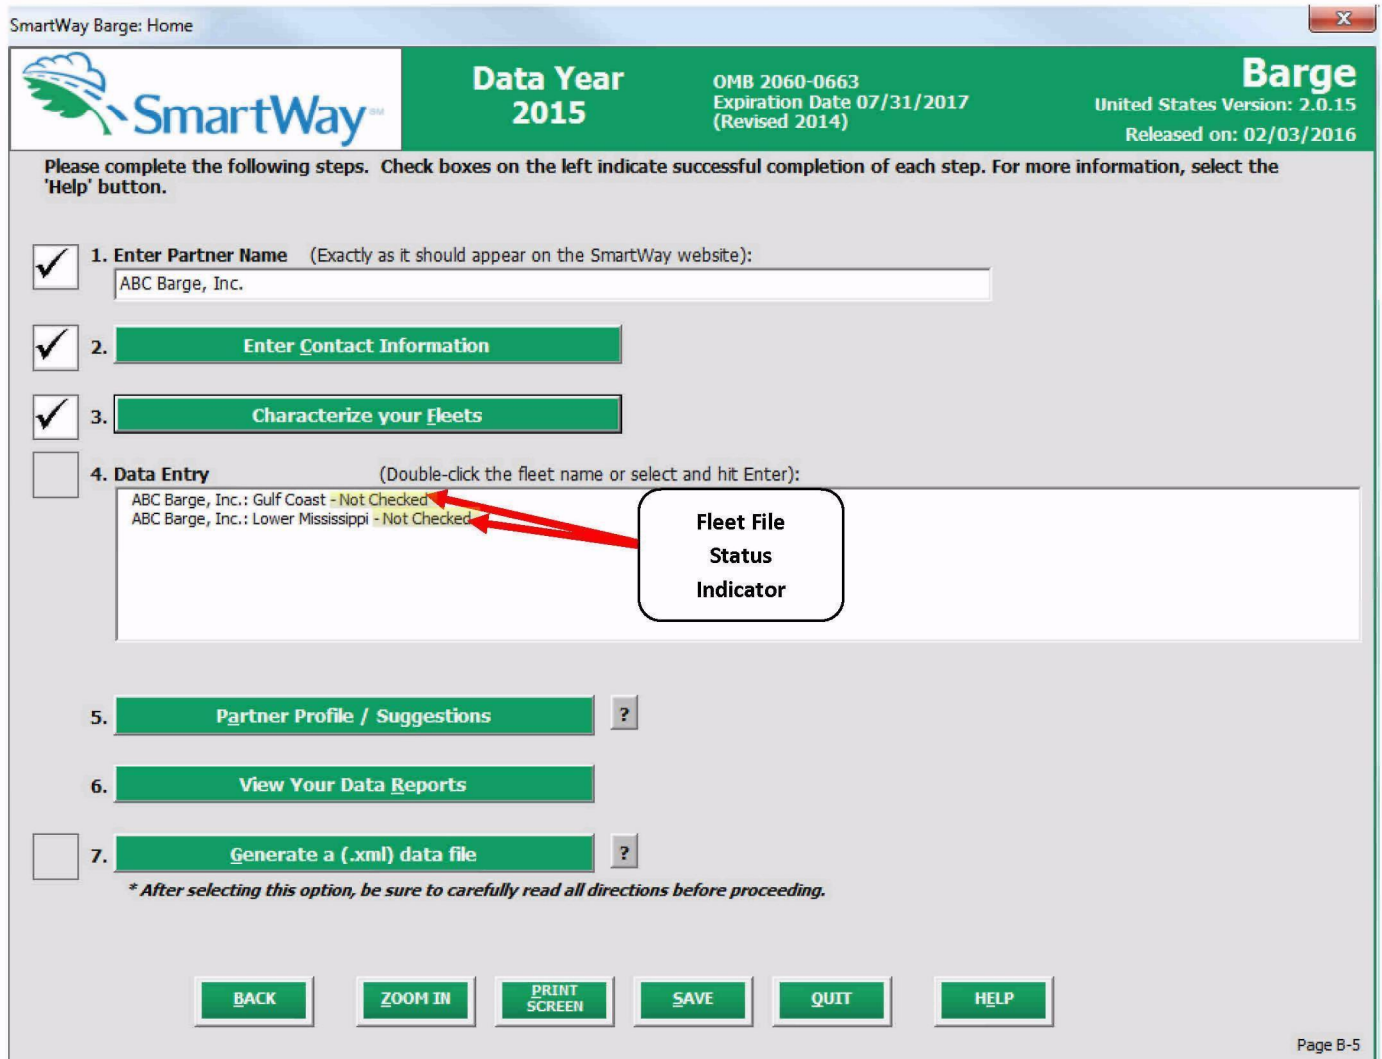 SmartWay Barge: Home
x
SmartWay SM
Data Year
2015
OMB 2060-0663
Expiration Date 07/31/2017
(Revised 2014)
Barge
United States Version: 2.0.15
Released on: 02/03/2016
Please complete the following steps. Check boxes on the left indicate successful completion of each step. For more information, select the
'Help' button.
1. Enter Partner Name (Exactly as it should appear on the SmartWay website):
ABC Barge, Inc.
2. Enter Contact Information
3. Characterize your Fleets
4. Data Entry (Double-click the fleet name or select and hit Enter):
ABC Barge, Inc.: Gulf Coast - Not Checked
ABC Barge, Inc.: Lower Mississippi - Not Checked
Fleet File
Status
Indicator
5. Partner Profile / Suggestions ?
6. View Your Data Reports
7. Generate a (.xml) data file ?
* After selecting this option, be sure to carefully read all directions before proceeding.
BACK
ZOOM IN
PRINT
SCREEN
SAVE
QUIT
HELP
Page B-5